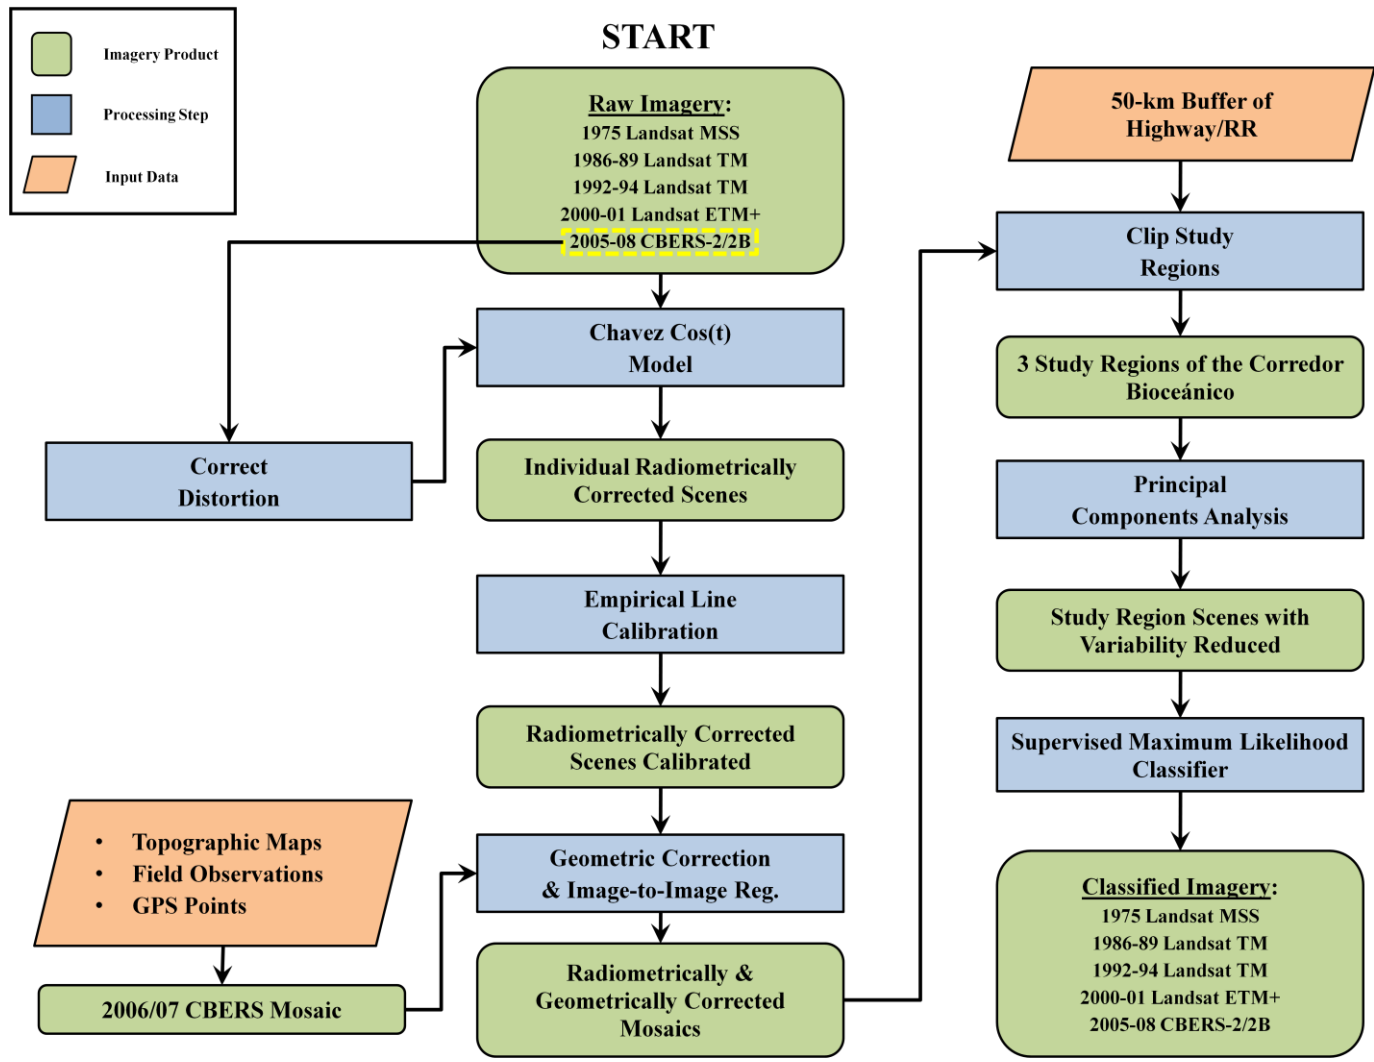 Imagery Product
Processing Step
Input Data
START
Raw Imagery:
1975 Landsat MSS
1986-89 Landsat TM
1992-94 Landsat TM
2000-01 Landsat ETM+
2005-08 CBERS-2/2B
Chavez Cos(t)
Model
Correct
Distortion
Individual Radiometrically
Corrected Scenes
Empirical Line
Calibration
Radiometrically Corrected
Scenes Calibrated
• Topographic Maps
• Field Observations
• GPS Points
2006/07 CBERS Mosaic
Geometric Correction
& Image-to-Image Reg.
Radiometrically &
Geometrically Corrected
Mosaics
50-km Buffer of
Highway/RR
Clip Study
Regions
3 Study Regions of the Corredor
Bioceánico
Principal
Components Analysis
Study Region Scenes with
Variability Reduced
Supervised Maximum Likelihood
Classifier
Classified Imagery:
1975 Landsat MSS
1986-89 Landsat TM
1992-94 Landsat TM
2000-01 Landsat ETM+
2005-08 CBERS-2/2B